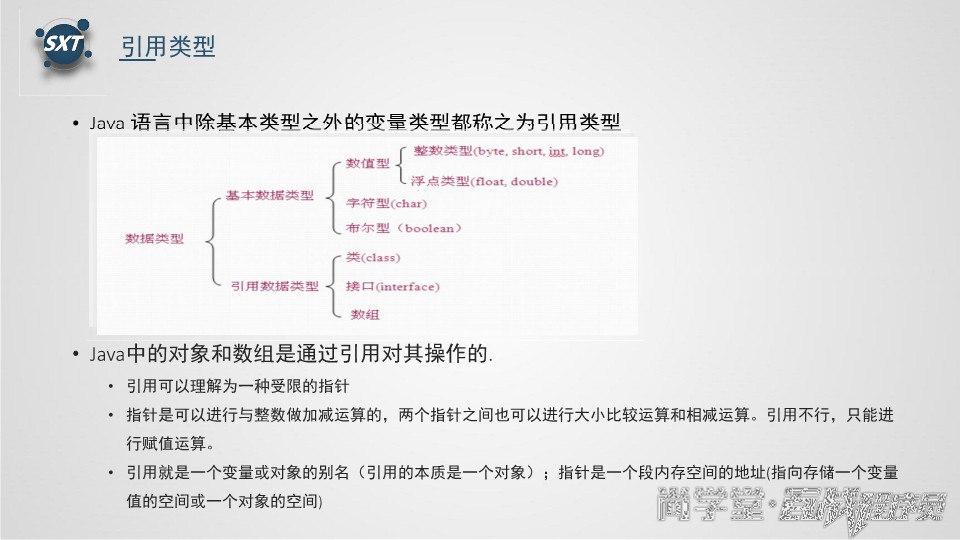 SXT
引用类型
• Java 语言中除基本类型之外的变量类型都称之为引用类型
整数类型(byte, short, int, long)
数值型
浮点类型(float, double)
基本数据类型
字符型(char)
布尔型（boolean）
数据类型
类(class)
引用数据类型
接口(interface)
数组
• Java中的对象和数组是通过引用对其操作的.
• 引用可以理解为一种受限的指针
• 指针是可以进行与整数做加减运算的，两个指针之间也可以进行大小比较运算和相减运算。引用不行，只能进
行赋值运算。
• 引用就是一个变量或对象的别名（引用的本质是一个对象）；指针是一个段内存空间的地址(指向存储一个变量
值的空间或一个对象的空间)
尚学堂·